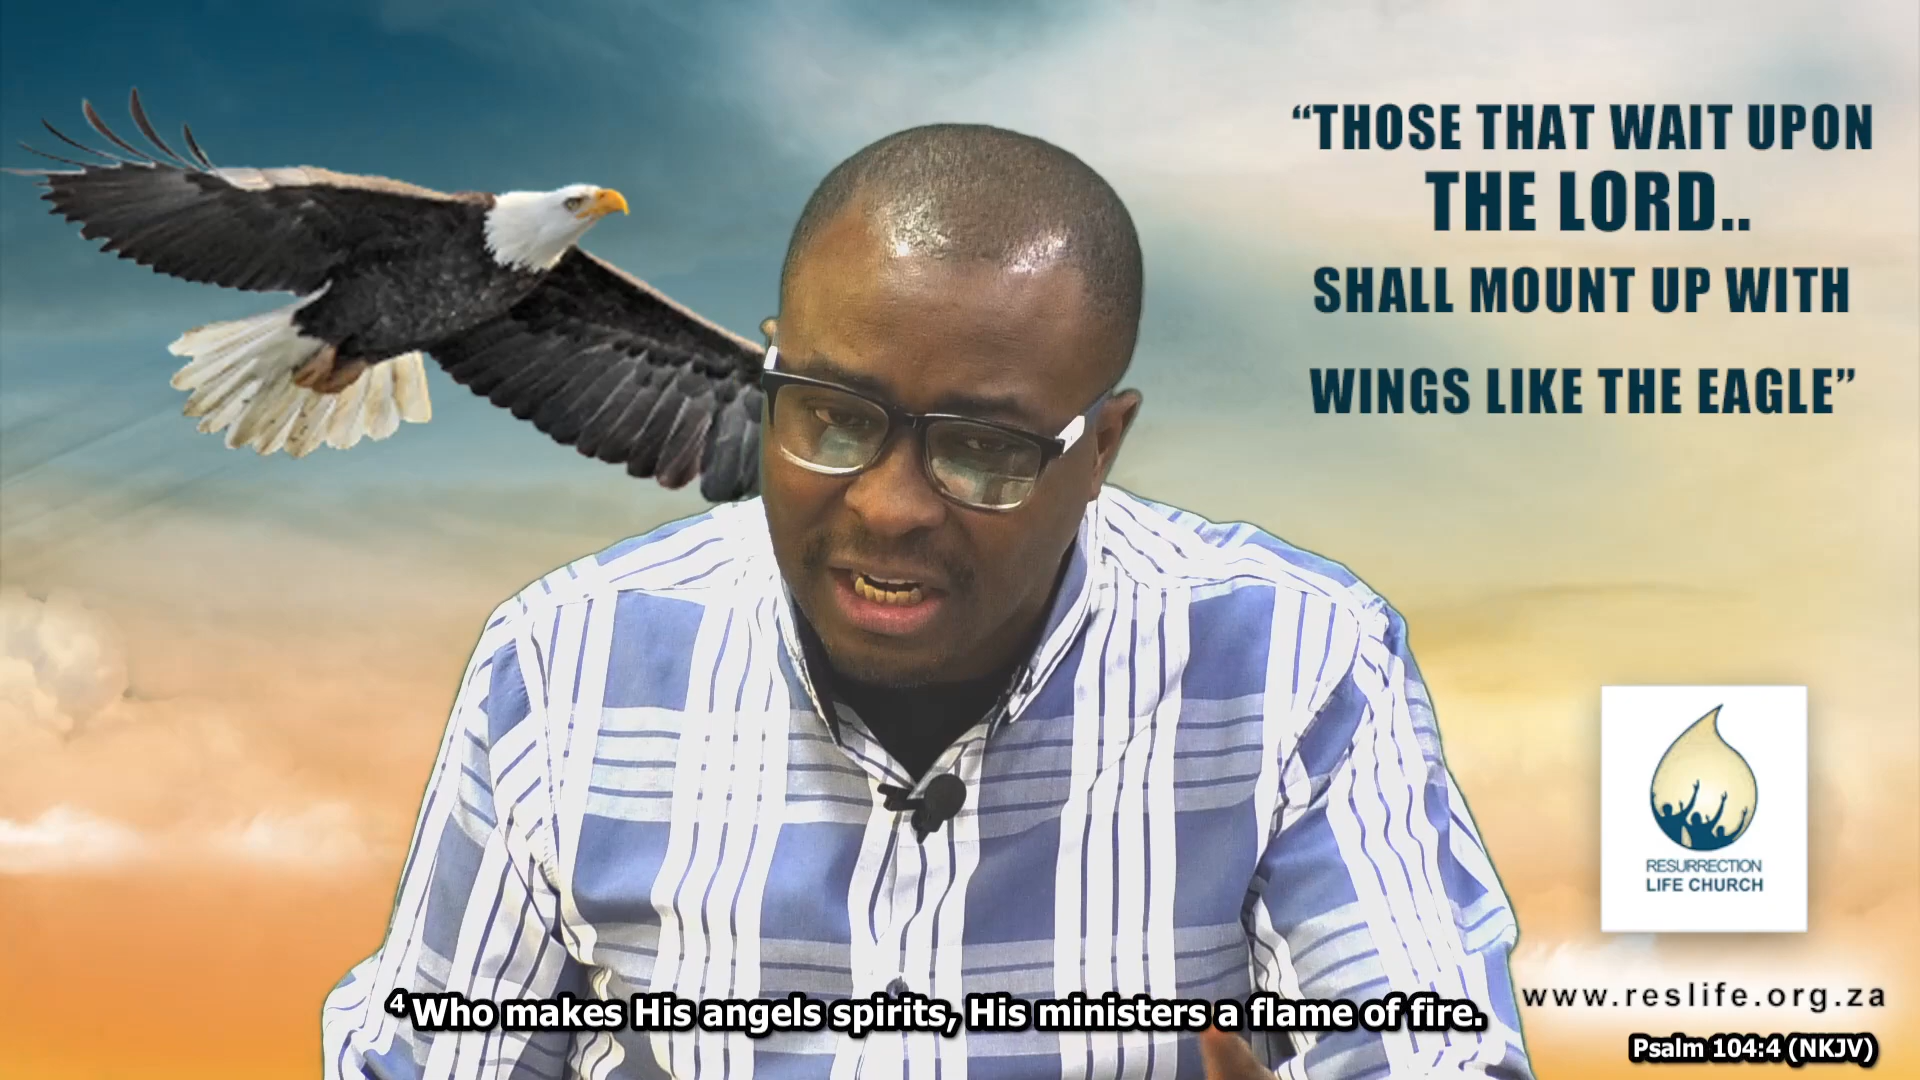 “THOSE THAT WAIT UPON
THE LORD..
SHALL MOUNT UP WITH
WINGS LIKE THE EAGLE”
RESURRECTION
LIFE CHURCH
www.reslife.org.za
4 Who makes His angels spirits, His ministers a flame of fire.
Psalm 104:4 (NKJV)